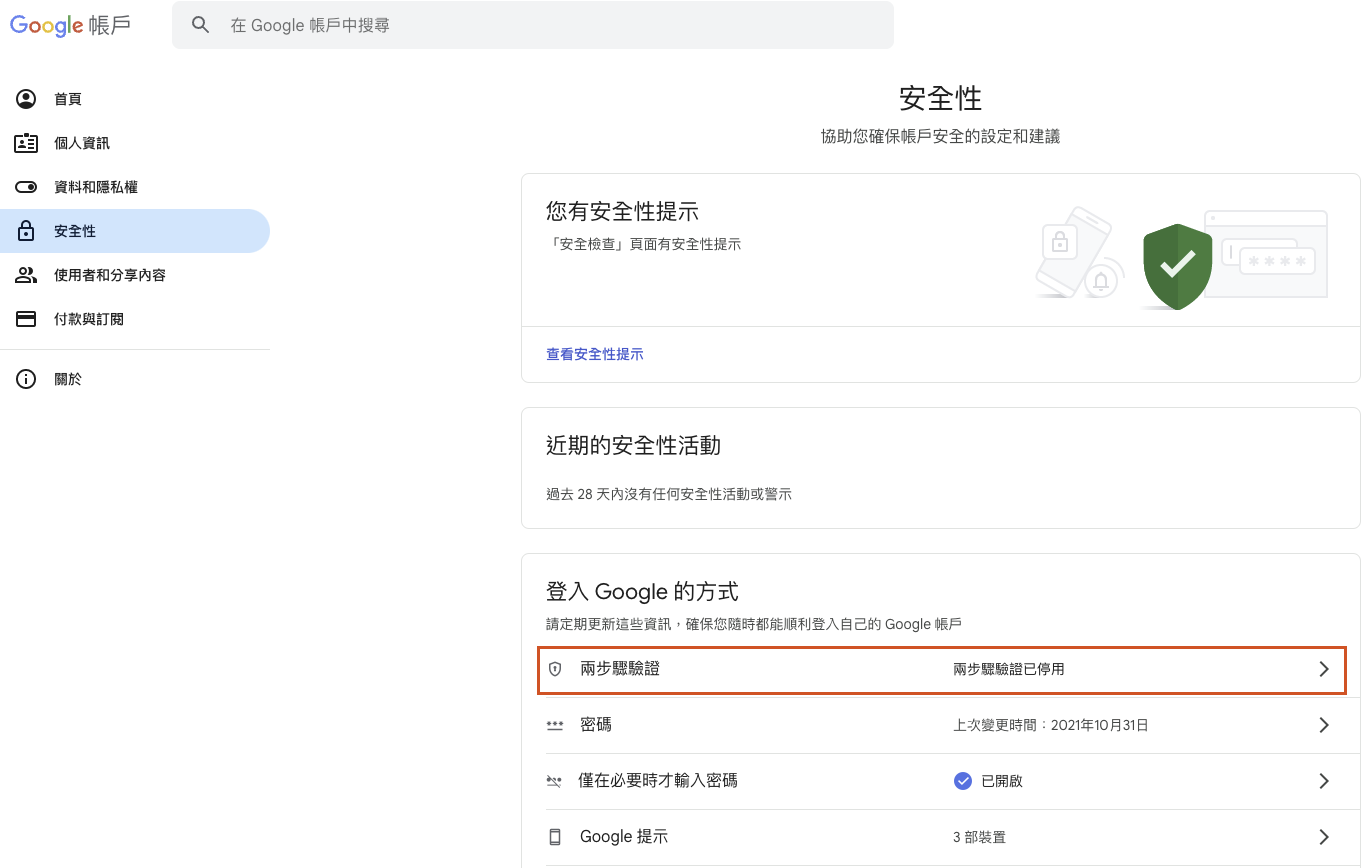 Google 帳戶
在 Google 帳戶中搜尋
首頁
個人資訊
資料和隱私權
安全性
使用者和分享內容
付款與訂閱
關於
安全性
協助您確保帳戶安全的設定和建議
您有安全性提示
「安全檢查」頁面有安全性提示
查看安全性提示
近期的安全性活動
過去 28 天內沒有任何安全性活動或警示
登入 Google 的方式
請定期更新這些資訊，確保您隨時都能順利登入自己的 Google 帳戶
兩步驟驗證 兩步驟驗證已停用
密碼 上次變更時間：2021年10月31日
僅在必要時才輸入密碼 已開啟
Google 提示 3 部裝置